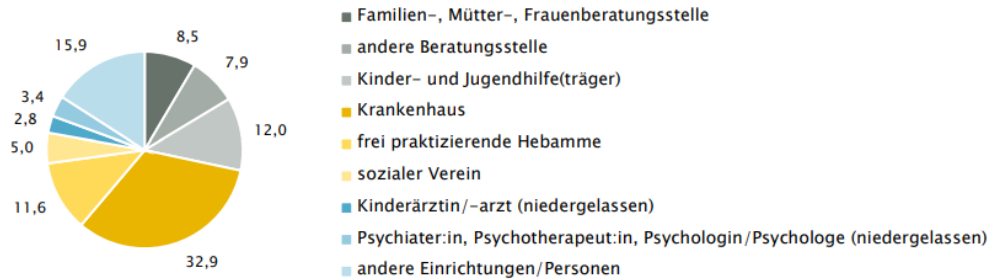 8,5
7,9
12,0
32,9
11,6
5,0
2,8
3,4
15,9
Familien-, Mütter-, Frauenberatungsstelle
andere Beratungsstelle
Kinder- und Jugendhilfe(träger)
Krankenhaus
frei praktizierende Hebamme
sozialer Verein
Kinderärztin/-arzt (niedergelassen)
Psychiater:in, Psychotherapeut:in, Psychologin/Psychologe (niedergelassen)
andere Einrichtungen/Personen